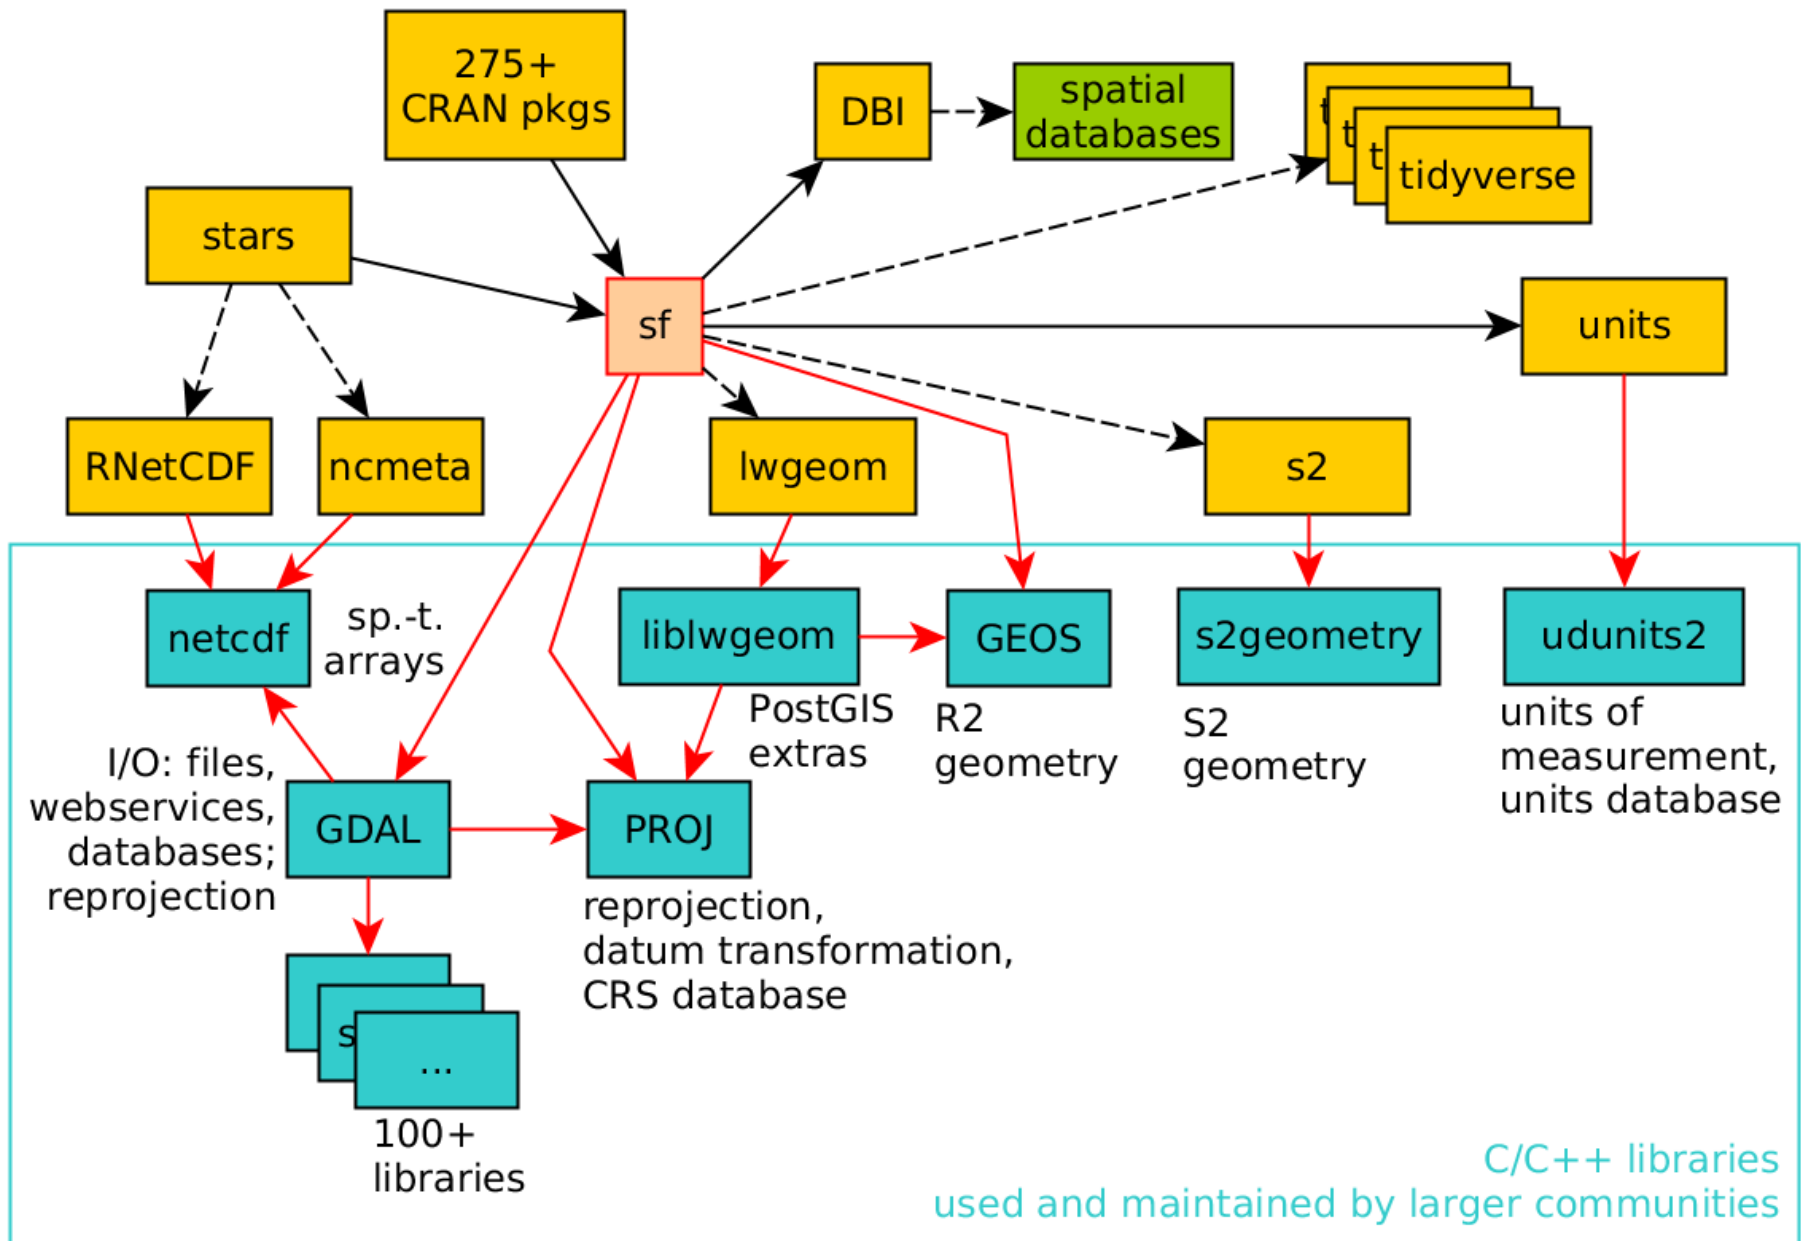 275+
CRAN pkgs
DBI
spatial
databases
t
t
t
tidyverse
stars
sf
units
RNetCDF
ncmeta
lwgeom
s2
netcdf
sp.-t.
arrays
liblwgeom
GEOS
s2geometry
udunits2
PostGIS
extras
R2
geometry
S2
geometry
units of
measurement,
units database
I/O: files,
webservices,
databases;
reprojection
GDAL
PROJ
reprojection,
datum transformation,
CRS database
s
...
100+
libraries
C/C++ libraries
used and maintained by larger communities